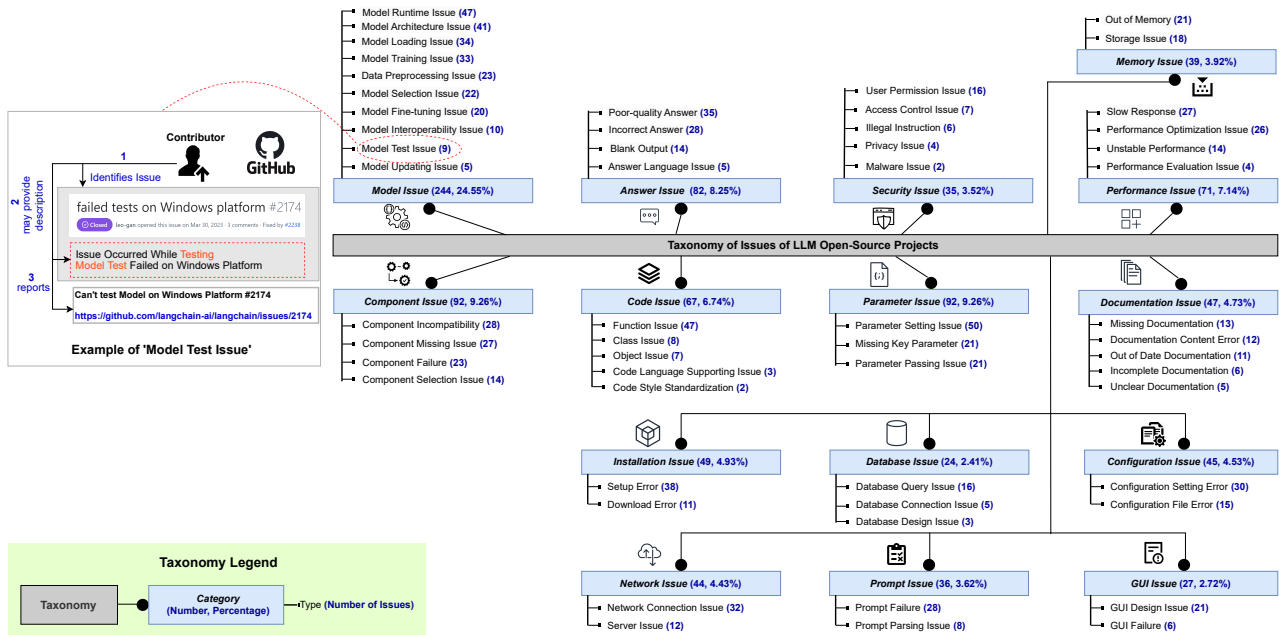 Contributor
GitHub
1
Identifies Issue
2
may provide
description
failed tests on Windows platform #2174
Closed
leo-gan opened this issue on Mar 30, 2023 · 3 comments · Fixed by #2238
Issue Occurred While Testing
Model Test Failed on Windows Platform
3
reports
Can't test Model on Windows Platform #2174
https://github.com/langchain-ai/langchain/issues/2174
Example of 'Model Test Issue'
Model Runtime Issue (47)
Model Architecture Issue (41)
Model Loading Issue (34)
Model Training Issue (33)
Data Preprocessing Issue (23)
Model Selection Issue (22)
Model Fine-tuning Issue (20)
Model Interoperability Issue (10)
Model Test Issue (9)
Model Updating Issue (5)
Model Issue (244, 24.55%)
Poor-quality Answer (35)
Incorrect Answer (28)
Blank Output (14)
Answer Language Issue (5)
Answer Issue (82, 8.25%)
User Permission Issue (16)
Access Control Issue (7)
Illegal Instruction (6)
Privacy Issue (4)
Malware Issue (2)
Security Issue (35, 3.52%)
Out of Memory (21)
Storage Issue (18)
Memory Issue (39, 3.92%)
Slow Response (27)
Performance Optimization Issue (26)
Unstable Performance (14)
Performance Evaluation Issue (4)
Performance Issue (71, 7.14%)
Taxonomy of Issues of LLM Open-Source Projects
Component Issue (92, 9.26%)
Component Incompatibility (28)
Component Missing Issue (27)
Component Failure (23)
Component Selection Issue (14)
Code Issue (67, 6.74%)
Function Issue (47)
Class Issue (8)
Object Issue (7)
Code Language Supporting Issue (3)
Code Style Standardization (2)
Parameter Issue (92, 9.26%)
Parameter Setting Issue (50)
Missing Key Parameter (21)
Parameter Passing Issue (21)
Documentation Issue (47, 4.73%)
Missing Documentation (13)
Documentation Content Error (12)
Out of Date Documentation (11)
Incomplete Documentation (6)
Unclear Documentation (5)
Installation Issue (49, 4.93%)
Setup Error (38)
Download Error (11)
Database Issue (24, 2.41%)
Database Query Issue (16)
Database Connection Issue (5)
Database Design Issue (3)
Configuration Issue (45, 4.53%)
Configuration Setting Error (30)
Configuration File Error (15)
Network Issue (44, 4.43%)
Network Connection Issue (32)
Server Issue (12)
Prompt Issue (36, 3.62%)
Prompt Failure (28)
Prompt Parsing Issue (8)
GUI Issue (27, 2.72%)
GUI Design Issue (21)
GUI Failure (6)
Taxonomy Legend
Taxonomy
Category
(Number, Percentage)
Type (Number of Issues)